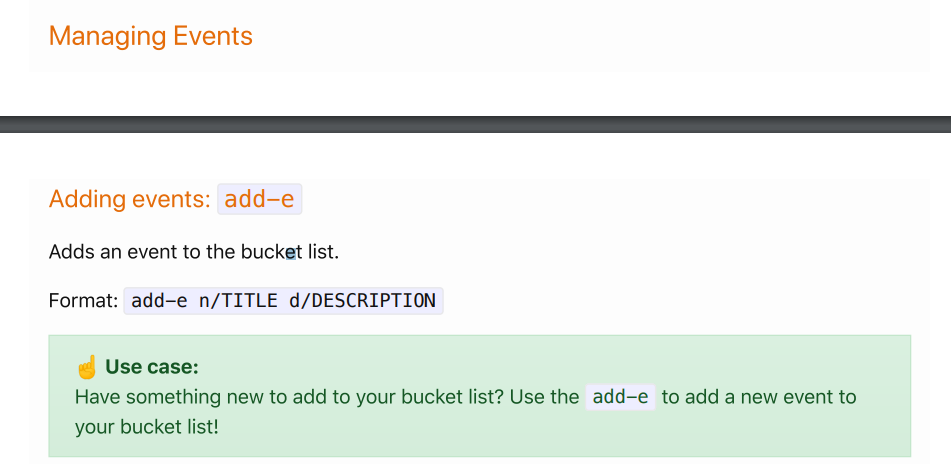 Managing Events
Adding events: add-e
Adds an event to the bucket list.
Format: add-e n/TITLE d/DESCRIPTION
☝ Use case:
Have something new to add to your bucket list? Use the add-e to add a new event to
your bucket list!